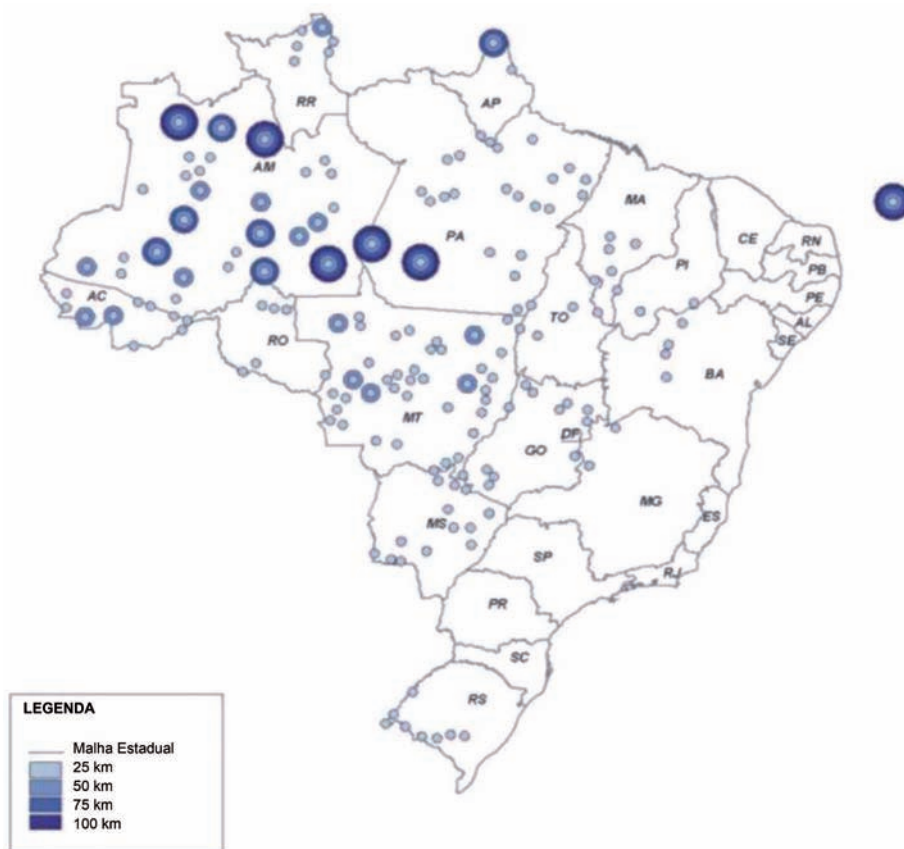 RR
AP
AM
PA
MA
CE
RN
PB
PE
AL
SE
PI
AC
TO
RO
BA
MT
DF
GO
MG
ES
MS
SP
RJ
PR
SC
RS
LEGENDA
Malha Estadual
25 km
50 km
75 km
100 km